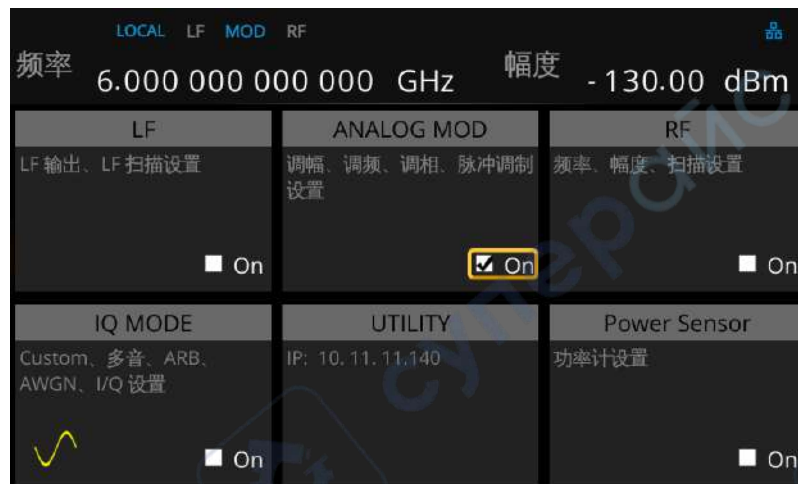 LOCAL LF MOD RF
频率 6.000 000 000 000 GHz 幅度 -130.00 dBm
LF ANALOG MOD RF
LF 输出、LF 扫描设置
调幅、调频、调相、脉冲调制
设置
频率、幅度、扫描设置
On
On
On
IQ MODE UTILITY Power Sensor
Custom、多音、ARB、
AWGN、I/Q 设置
IP: 10.11.11.140
功率计设置
On
On
суперайс